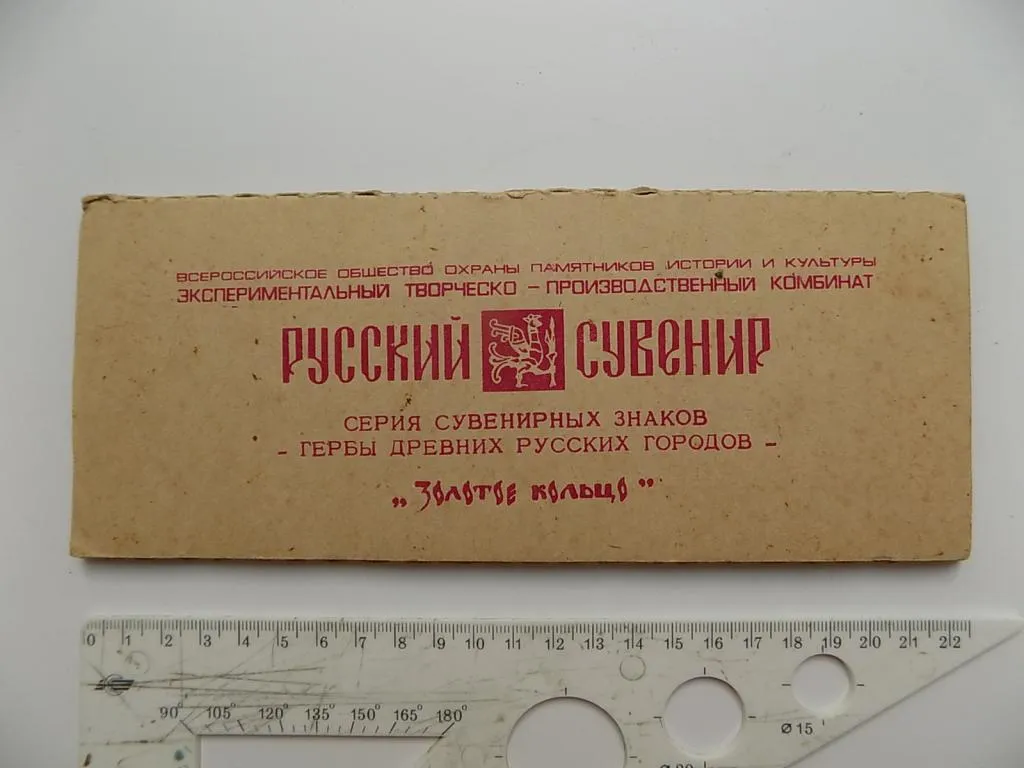 ВСЕРОССИЙСКОЕ ОБЩЕСТВО ОХРАНЫ ПАМЯТНИКОВ ИСТОРИИ И КУЛЬТУРЫ
ЭКСПЕРИМЕНТАЛЬНЫЙ ТВОРЧЕСКО - ПРОИЗВОДСТВЕННЫЙ КОМБИНАТ
РУССКИЙ СУВЕНИР
СЕРИЯ СУВЕНИРНЫХ ЗНАКОВ
- ГЕРБЫ ДРЕВНИХ РУССКИХ ГОРОДОВ -
„Золотое кольцо"
0 1 2 3 4 5 6 7 8 9 10 11 12 13 14 15 16 17 18 19 20 21 22
90° 105° 120° 135° 150° 165° 180°
ø 15